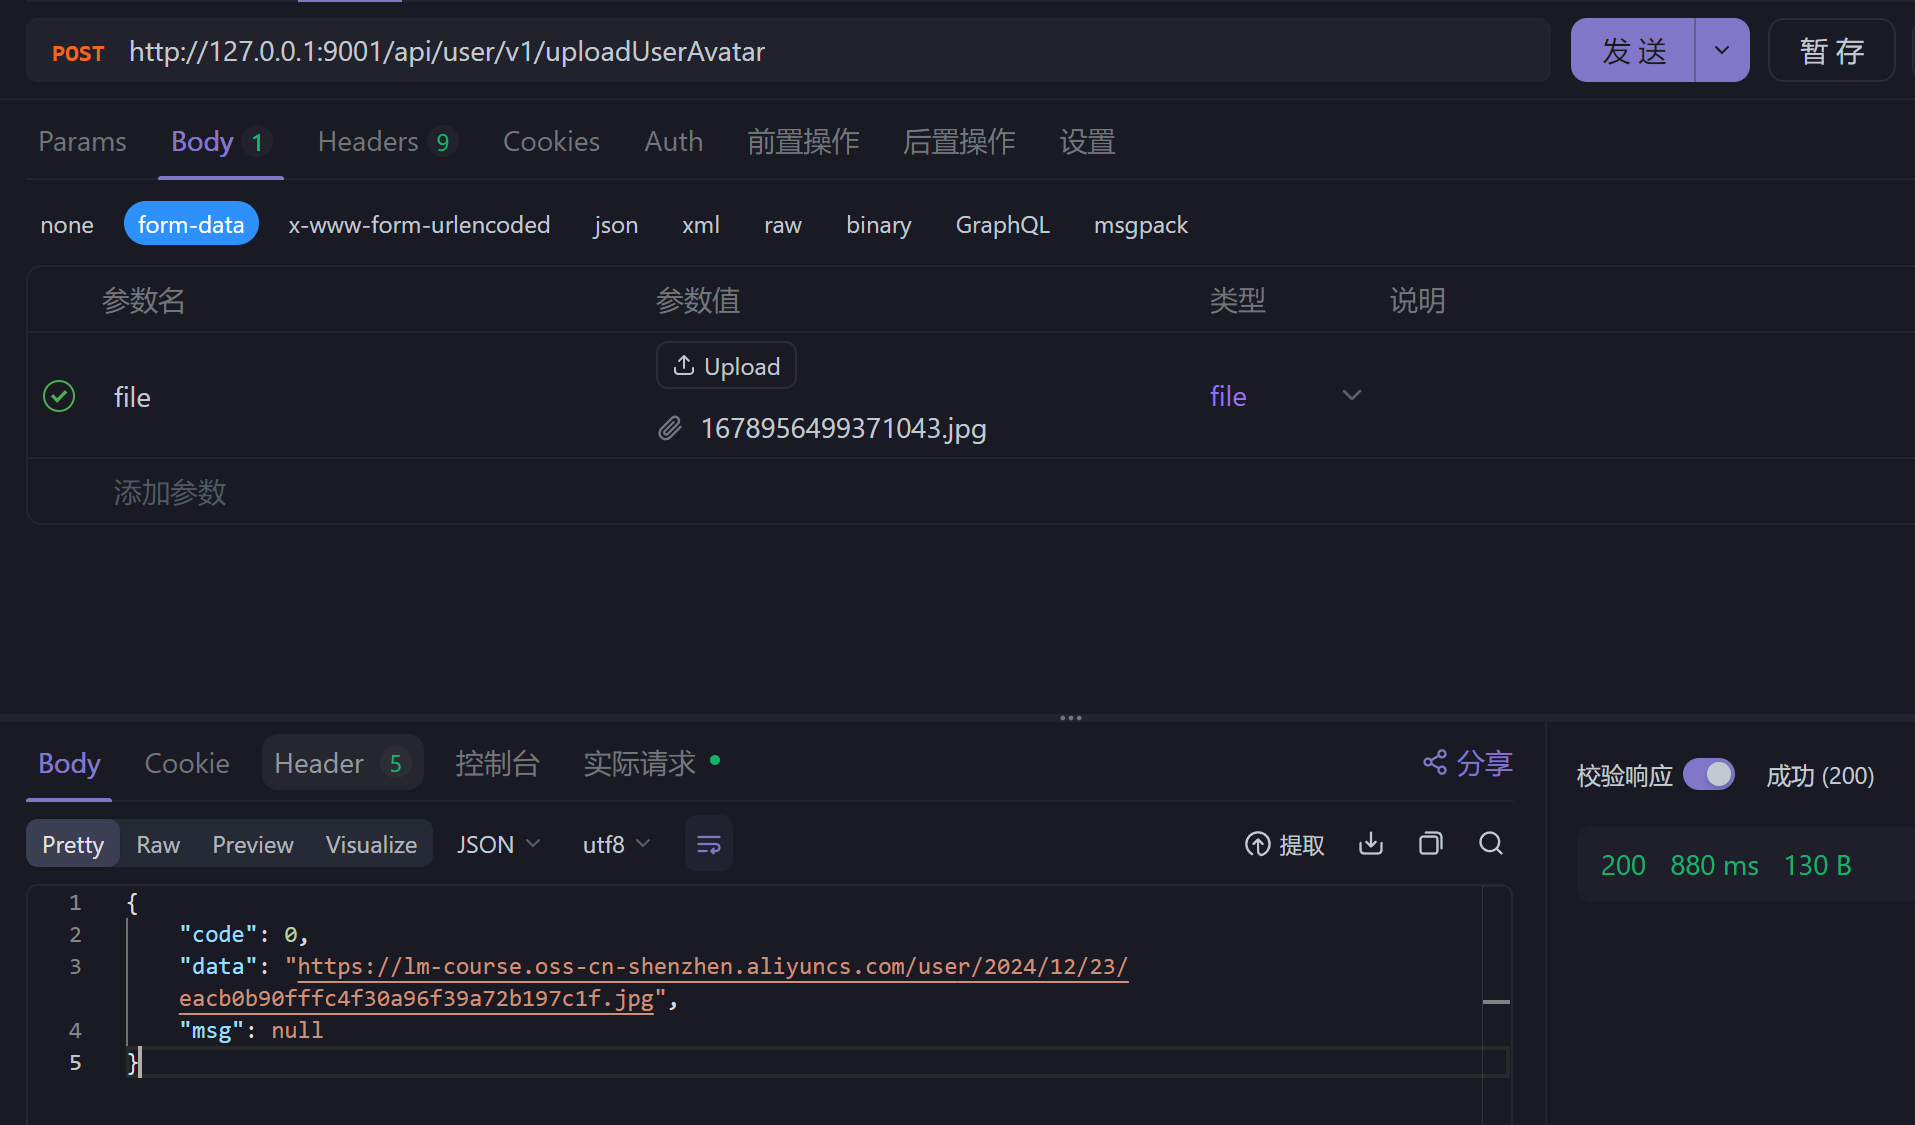 POST http://127.0.0.1:9001/api/user/v1/uploadUserAvatar 发 送 暂 存
Params Body 1 Headers 9 Cookies Auth 前置操作 后置操作 设置
none form-data x-www-form-urlencoded json xml raw binary GraphQL msgpack
参数名 参数值 类型 说明
Upload
file 1678956499371043.jpg file
添加参数
Body Cookie Header 5 控制台 实际请求 分享
校验响应 成功 (200)
Pretty Raw Preview Visualize JSON utf8 提取
200 880 ms 130 B
1 {
2 "code": 0,
3 "data": "https://lm-course.oss-cn-shenzhen.aliyuncs.com/user/2024/12/23/
eacb0b90fffc4f30a96f39a72b197c1f.jpg",
4 "msg": null
5 }